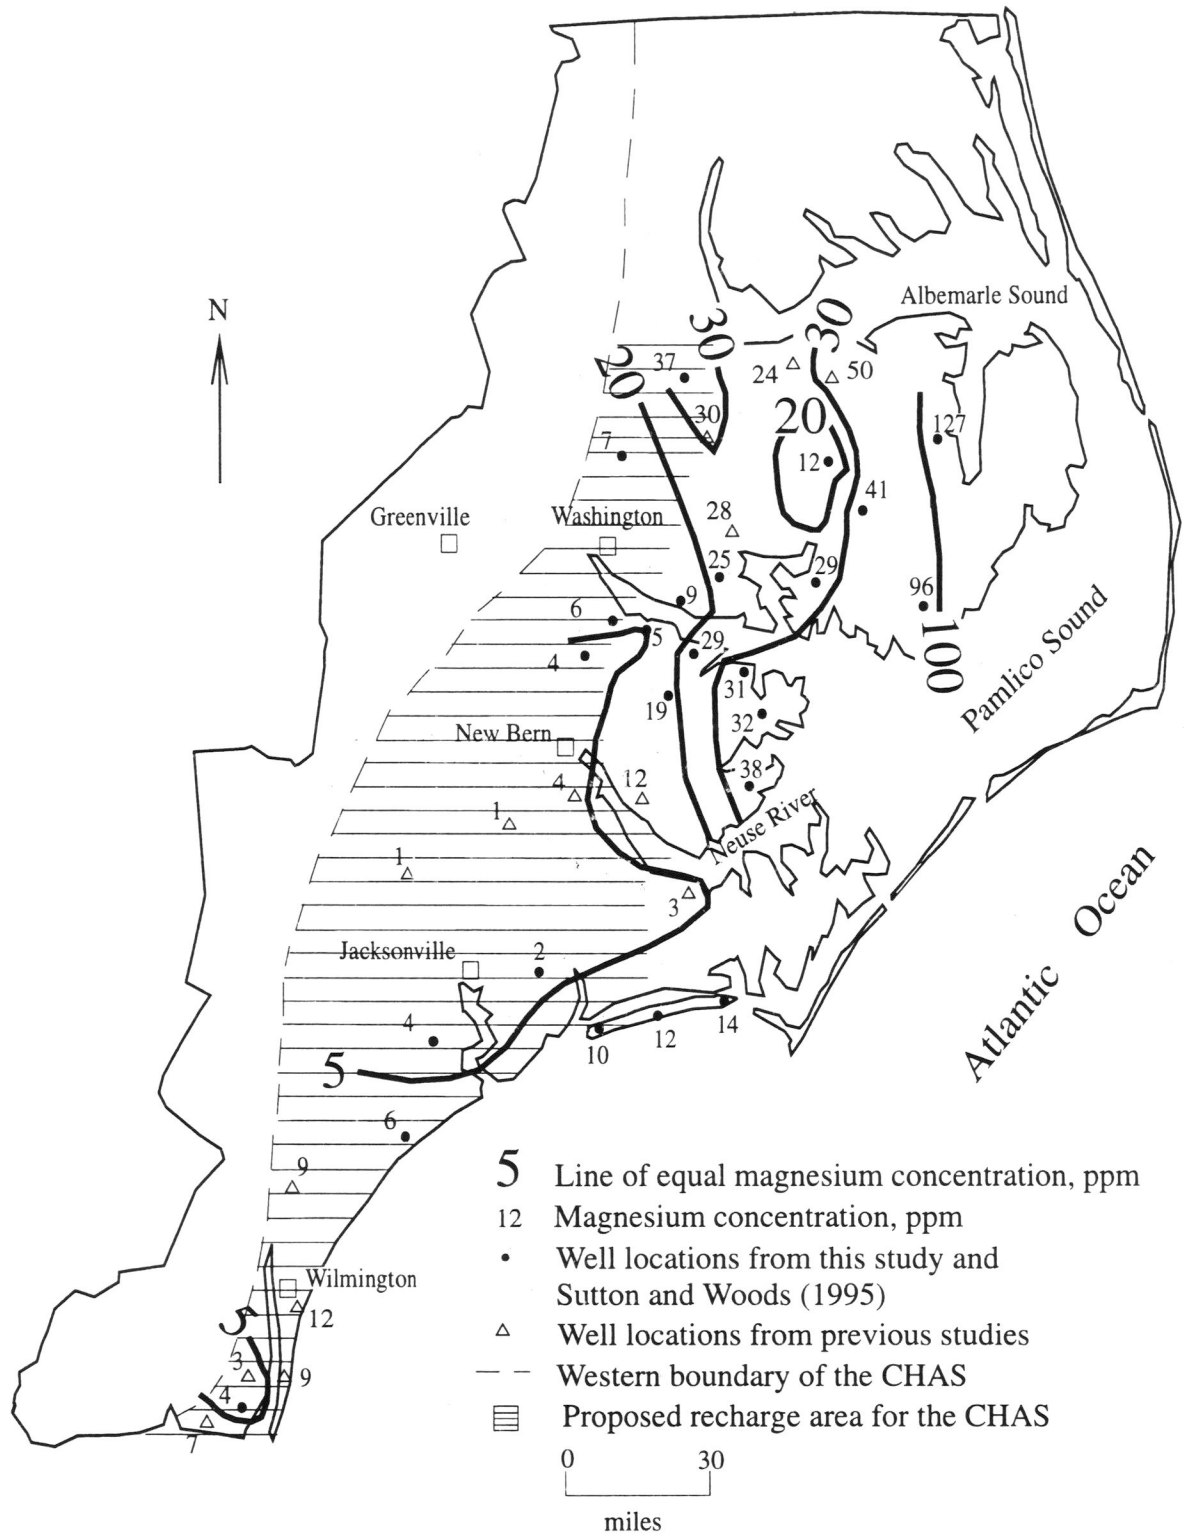 N
Albemarle Sound
30
30
20
37
24
50
30
20
127
7
12
41
28
Greenville
Washington
25
29
9
96
6
5
29
4
100
31
19
32
Pamlico Sound
New Bern
38
4
12
Neuse River
1
1
3
Ocean
Jacksonville
2
Atlantic
4
14
12
10
5
6
9
Wilmington
12
5
3
9
4
7
5 Line of equal magnesium concentration, ppm
12 Magnesium concentration, ppm
Well locations from this study and
Sutton and Woods (1995)
Well locations from previous studies
Western boundary of the CHAS
Proposed recharge area for the CHAS
0 30
miles